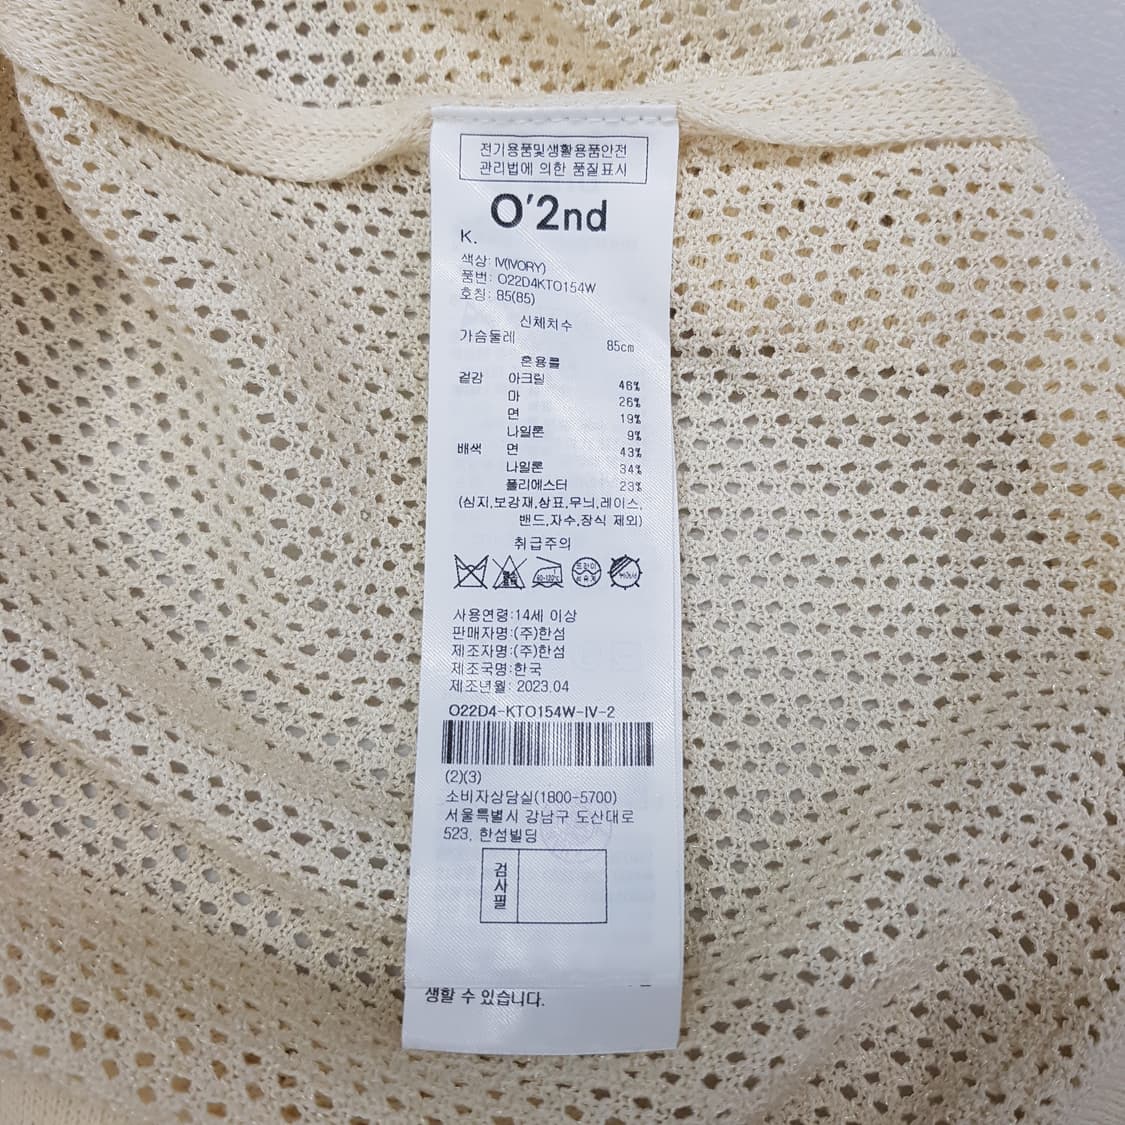 전기용품및생활용품안전
관리법에 의한 품질표시
O'2nd
K.
색상: IV(IVORY)
품번: O22D4KTO154W
호칭: 85(85)
신체치수
가슴둘레 85cm
혼용률
겉감 아크릴 46%
마 26%
면 19%
나일론 9%
배색 면 43%
나일론 34%
폴리에스터 23%
(심지,보강재,상표,무늬,레이스,
밴드,자수,장식 제외)
취급주의
사용연령:14세 이상
판매자명:(주)한섬
제조자명:(주)한섬
제조국명:한국
제조년월: 2023.04
O22D4-KTO154W-IV-2
(2)(3)
소비자상담실(1800-5700)
서울특별시 강남구 도산대로
523, 한섬빌딩
검사필
생할 수 있습니다.